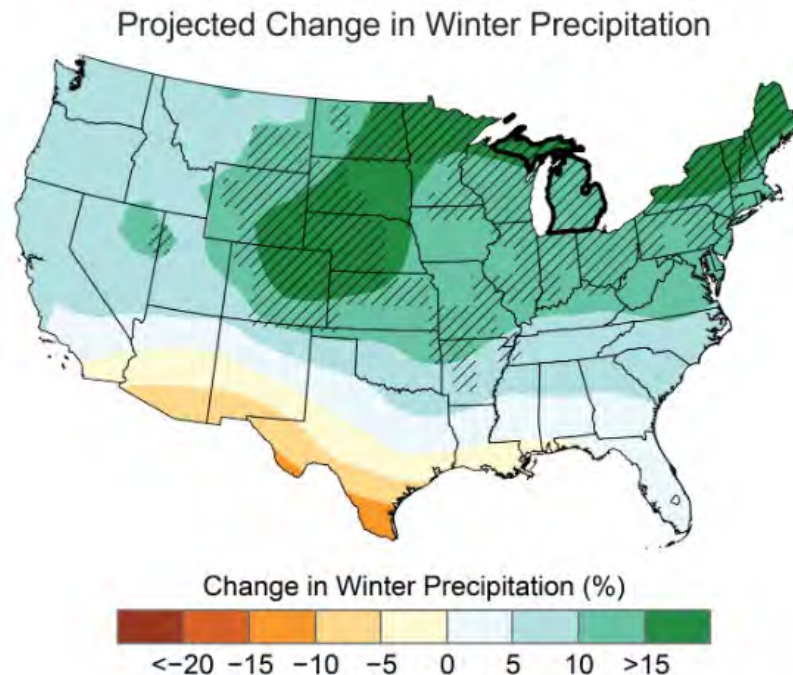 Projected Change in Winter Precipitation
Change in Winter Precipitation (%)
<−20 −15 −10 −5 0 5 10 >15